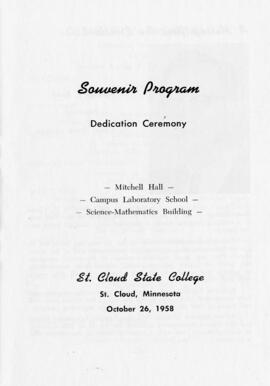 Souvenir Program
Dedication Ceremony
— Mitchell Hall —
— Campus Laboratory School —
— Science-Mathematics Building —
St. Cloud State College
St. Cloud, Minnesota
October 26, 1958